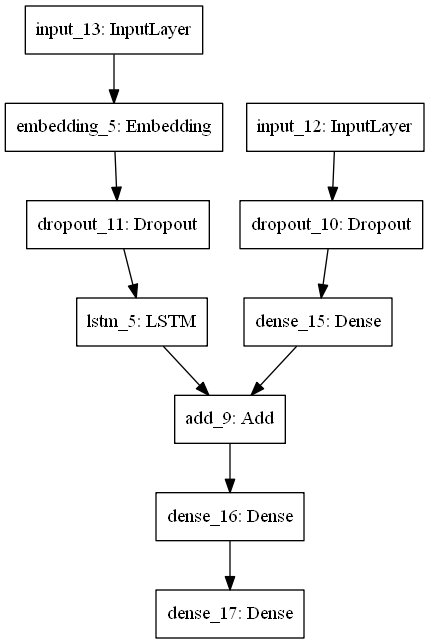 input_13: InputLayer
embedding_5: Embedding
input_12: InputLayer
dropout_11: Dropout
dropout_10: Dropout
lstm_5: LSTM
dense_15: Dense
add_9: Add
dense_16: Dense
dense_17: Dense